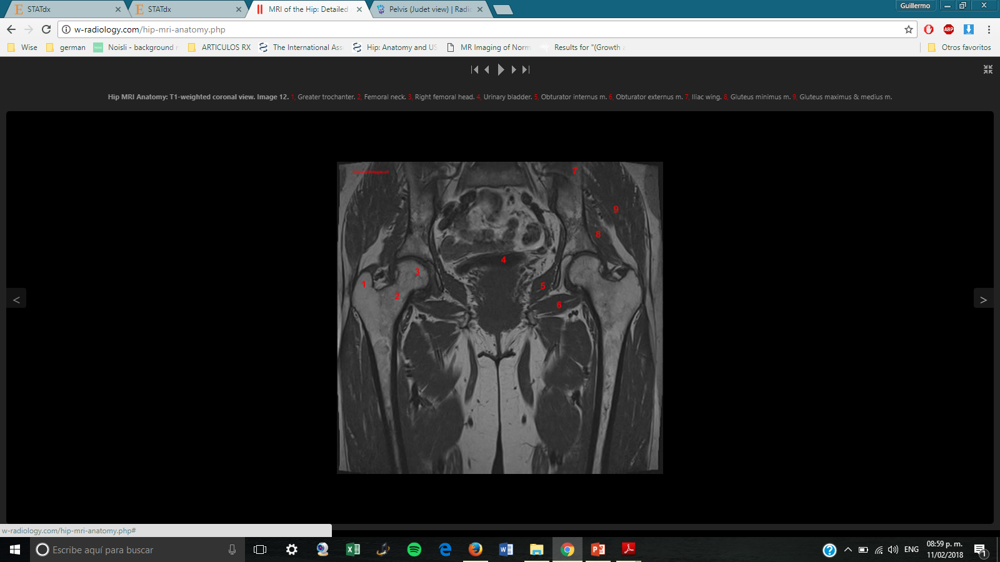 Guillermo
STATdx
STATdx
MRI of the Hip: Detailed
Pelvis (Judet view) | Radi
w-radiology.com/hip-mri-anatomy.php
ABP
Wise
german
Noisli - background
ARTICULOS RX
The International Ass
Hip: Anatomy and US
MR Imaging of Norm
Results for "(Growth
Otros favoritos
Hip MRI Anatomy: T1-weighted coronal view. Image 12. 1, Greater trochanter. 2, Femoral neck. 3, Right femoral head. 4, Urinary bladder. 5, Obturator internus m. 6, Obturator externus m. 7, Iliac wing. 8, Gluteus minimus m. 9, Gluteus maximus & medius m.
7
9
8
4
3
1
5
2
6
<
>
w-radiology.com/hip-mri-anatomy.php#
Escribe aquí para buscar
ENG
08:59 p. m.
11/02/2018
1